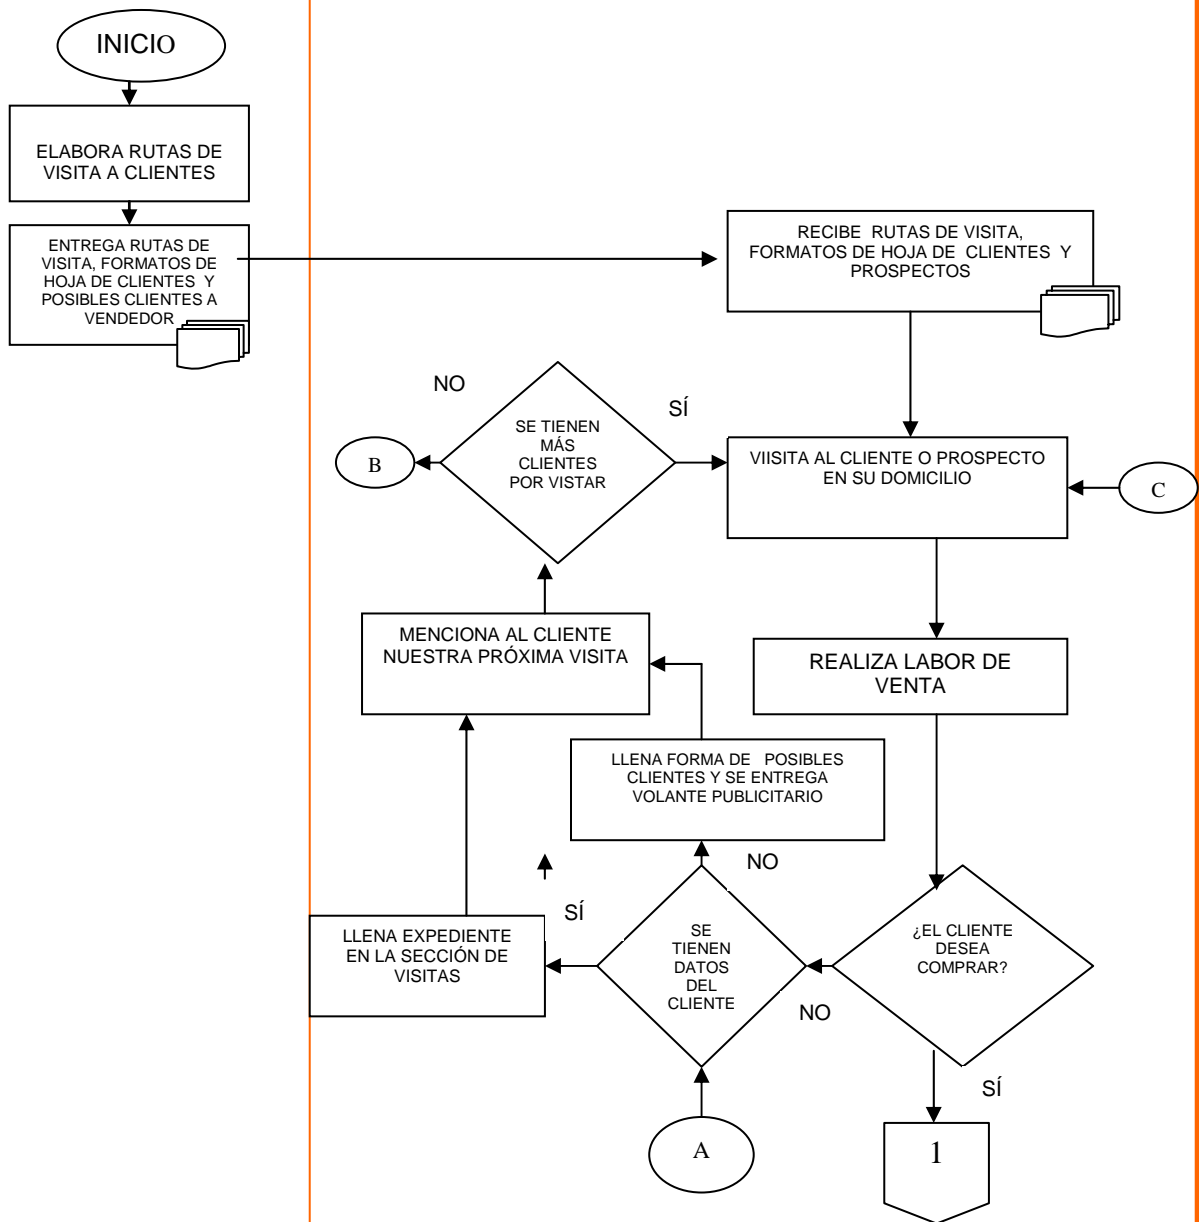 INICIO
ELABORA RUTAS DE
VISITA A CLIENTES
ENTREGA RUTAS DE
VISITA, FORMATOS DE
HOJA DE CLIENTES Y
POSIBLES CLIENTES A
VENDEDOR
RECIBE RUTAS DE VISITA,
FORMATOS DE HOJA DE CLIENTES Y
PROSPECTOS
NO
SÍ
SE TIENEN
MÁS
CLIENTES
POR VISTAR
B
VIISITA AL CLIENTE O PROSPECTO
EN SU DOMICILIO
C
MENCIONA AL CLIENTE
NUESTRA PRÓXIMA VISITA
REALIZA LABOR DE
VENTA
LLENA FORMA DE POSIBLES
CLIENTES Y SE ENTREGA
VOLANTE PUBLICITARIO
NO
SÍ
LLENA EXPEDIENTE
EN LA SECCIÓN DE
VISITAS
SE
TIENEN
DATOS
DEL
CLIENTE
¿EL CLIENTE
DESEA
COMPRAR?
NO
SÍ
A
1